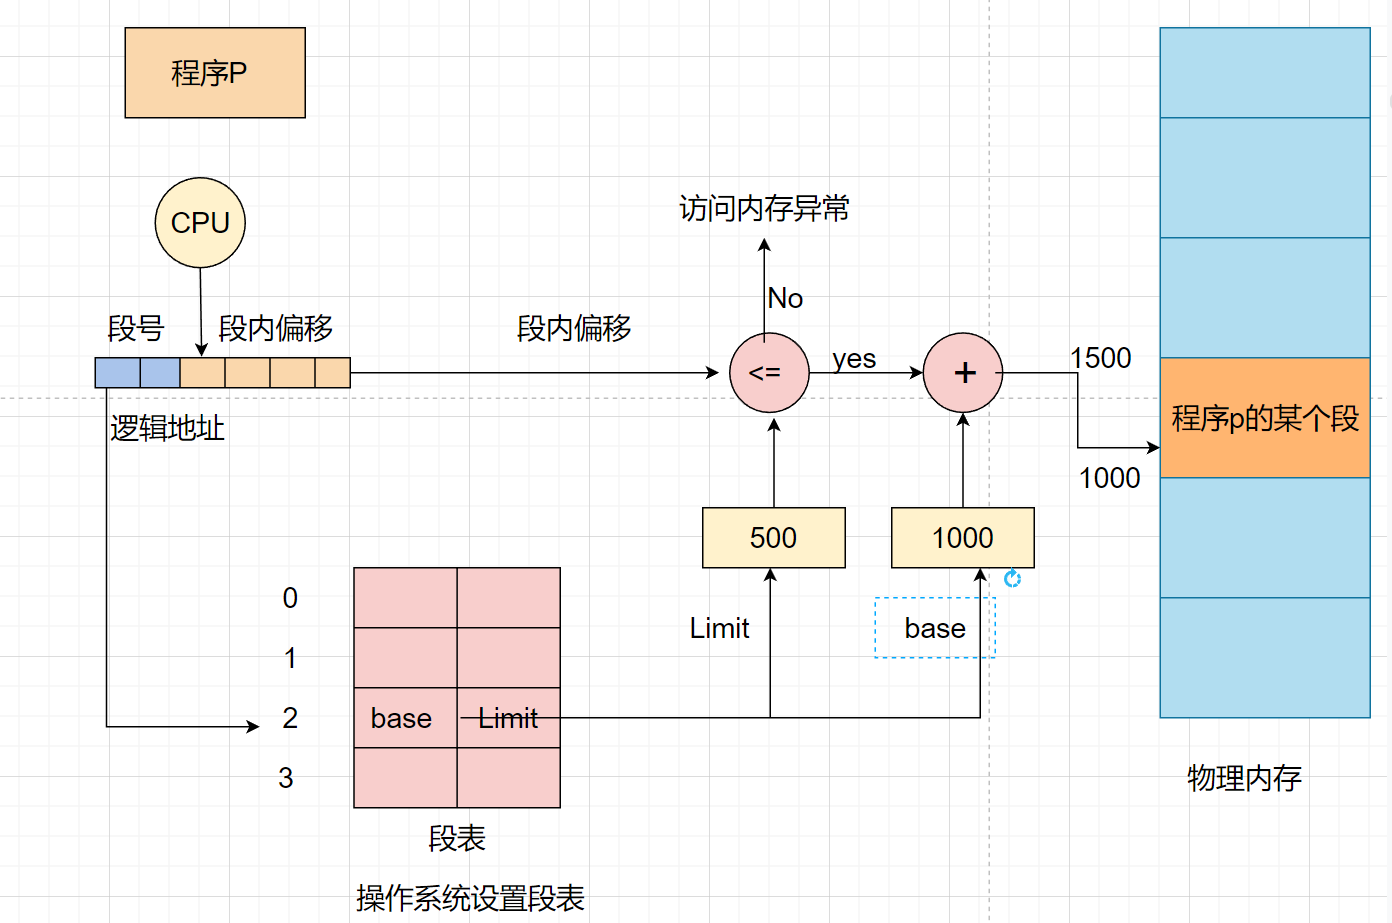 程序P
CPU
访问内存异常
No
段号
段内偏移
段内偏移
<=
yes
+
1500
程序p的某个段
逻辑地址
1000
500
1000
0
Limit
base
1
2
base
Limit
3
物理内存
段表
操作系统设置段表